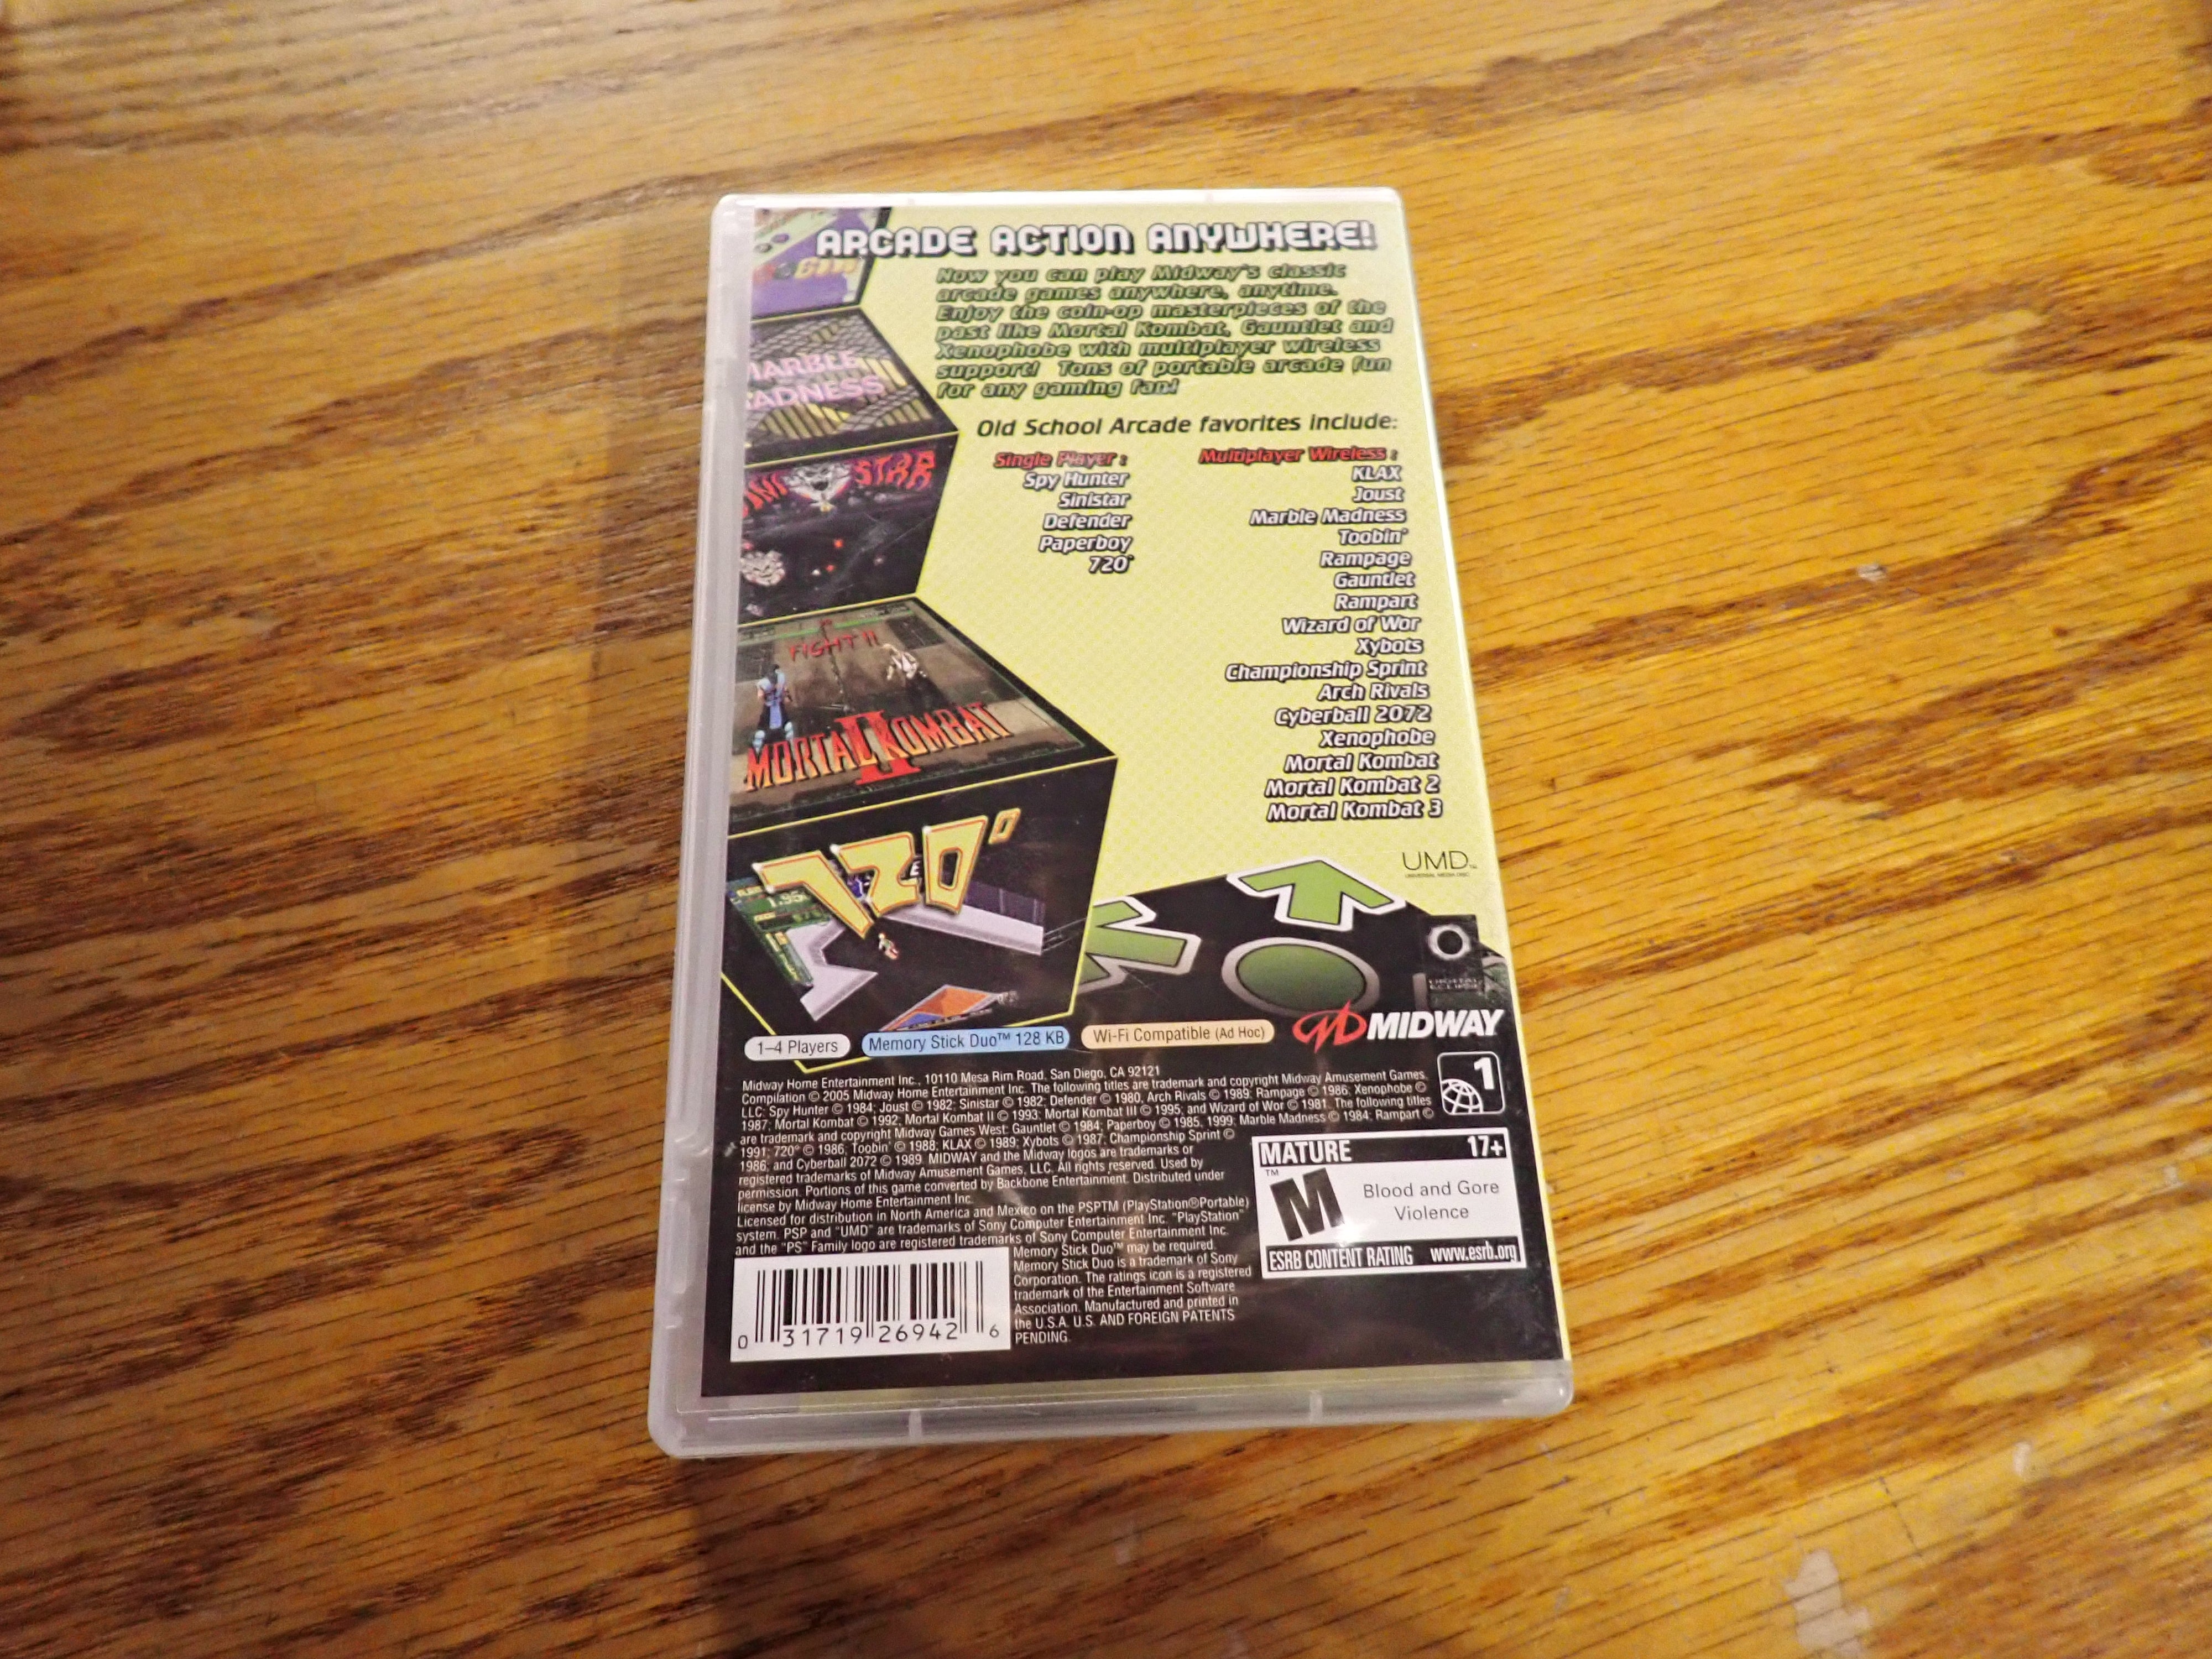 ARCADE ACTION ANYWHERE!
Now you can play Midway's classic
arcade games anywhere, anytime.
Enjoy the coin-op masterpieces of the
past like Mortal Kombat, Gauntlet and
Xenophobe with multiplayer wireless
support! Tons of portable arcade fun
for any gaming fan!
Old School Arcade favorites include:
Single Player:
Spy Hunter
Sinistar
Defender
Paperboy
720°
Multiplayer Wireless:
KLAX
Joust
Marble Madness
Toobin'
Rampage
Gauntlet
Rampart
Wizard of Wor
Xybots
Championship Sprint
Arch Rivals
Cyberball 2072
Xenophobe
Mortal Kombat
Mortal Kombat 2
Mortal Kombat 3
ARBLE
ADNESS
STAR
FIGHT !!
MORTAL KOMBAT
II
720°
UMD™
UNIVERSAL MEDIA DISC
DIGITAL
ECLIPSE
1–4 Players
Memory Stick Duo™ 128 KB
Wi-Fi Compatible (Ad Hoc)
MIDWAY
1
Midway Home Entertainment Inc., 10110 Mesa Rim Road, San Diego, CA 92121
Compilation © 2005 Midway Home Entertainment Inc. The following titles are trademark and copyright Midway Amusement Games,
LLC: Spy Hunter © 1984; Joust © 1982; Sinistar © 1982; Defender © 1980, Arch Rivals © 1989; Rampage © 1986; Xenophobe ©
1987; Mortal Kombat © 1992, Mortal Kombat II © 1993; Mortal Kombat III © 1995; and Wizard of Wor © 1981. The following titles
are trademark and copyright Midway Games West: Gauntlet © 1984; Paperboy © 1985, 1999; Marble Madness © 1984; Rampart ©
1991; 720° © 1986; Toobin' © 1988; KLAX © 1989; Xybots © 1987; Championship Sprint ©
1986; and Cyberball 2072 © 1989. MIDWAY and the Midway logos are trademarks or
registered trademarks of Midway Amusement Games, LLC. All rights reserved. Used by
permission. Portions of this game converted by Backbone Entertainment. Distributed under
license by Midway Home Entertainment Inc.
Licensed for distribution in North America and Mexico on the PSPTM (PlayStation®Portable)
system. PSP and "UMD" are trademarks of Sony Computer Entertainment Inc. "PlayStation"
and the "PS" Family logo are registered trademarks of Sony Computer Entertainment Inc.
Memory Stick Duo™ may be required.
Memory Stick Duo is a trademark of Sony
Corporation. The ratings icon is a registered
trademark of the Entertainment Software
Association. Manufactured and printed in
the U.S.A. U.S. AND FOREIGN PATENTS
PENDING.
MATURE 17+
™
M
Blood and Gore
Violence
ESRB CONTENT RATING www.esrb.org
0 31719 26942 6